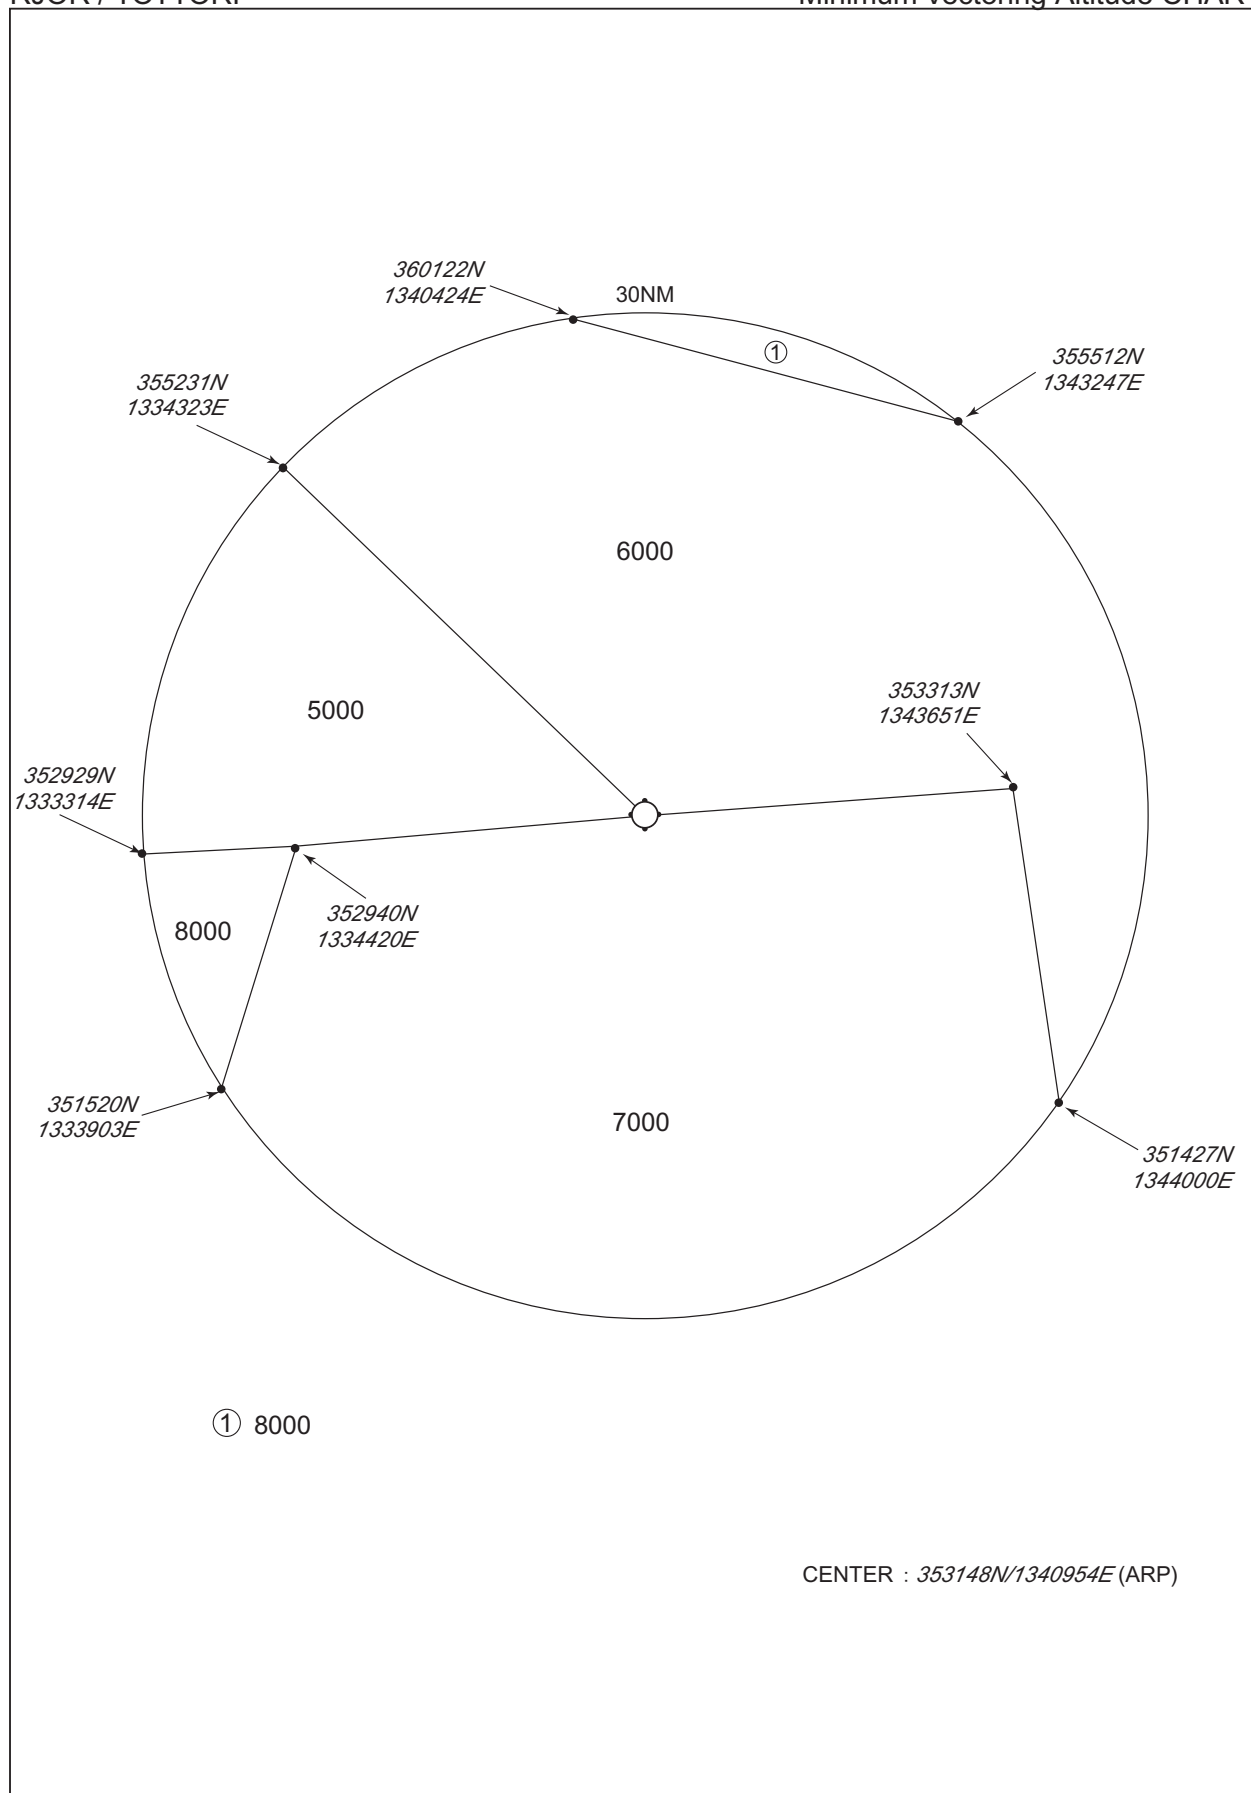 RJOR / TOTTORI
Minimum Vectoring Altitude CHART
360122N
1340424E
30NM
①
355512N
1343247E
355231N
1334323E
6000
353313N
1343651E
5000
352929N
1333314E
352940N
1334420E
8000
351520N
1333903E
7000
351427N
1344000E
① 8000
CENTER : 353148N/1340954E (ARP)